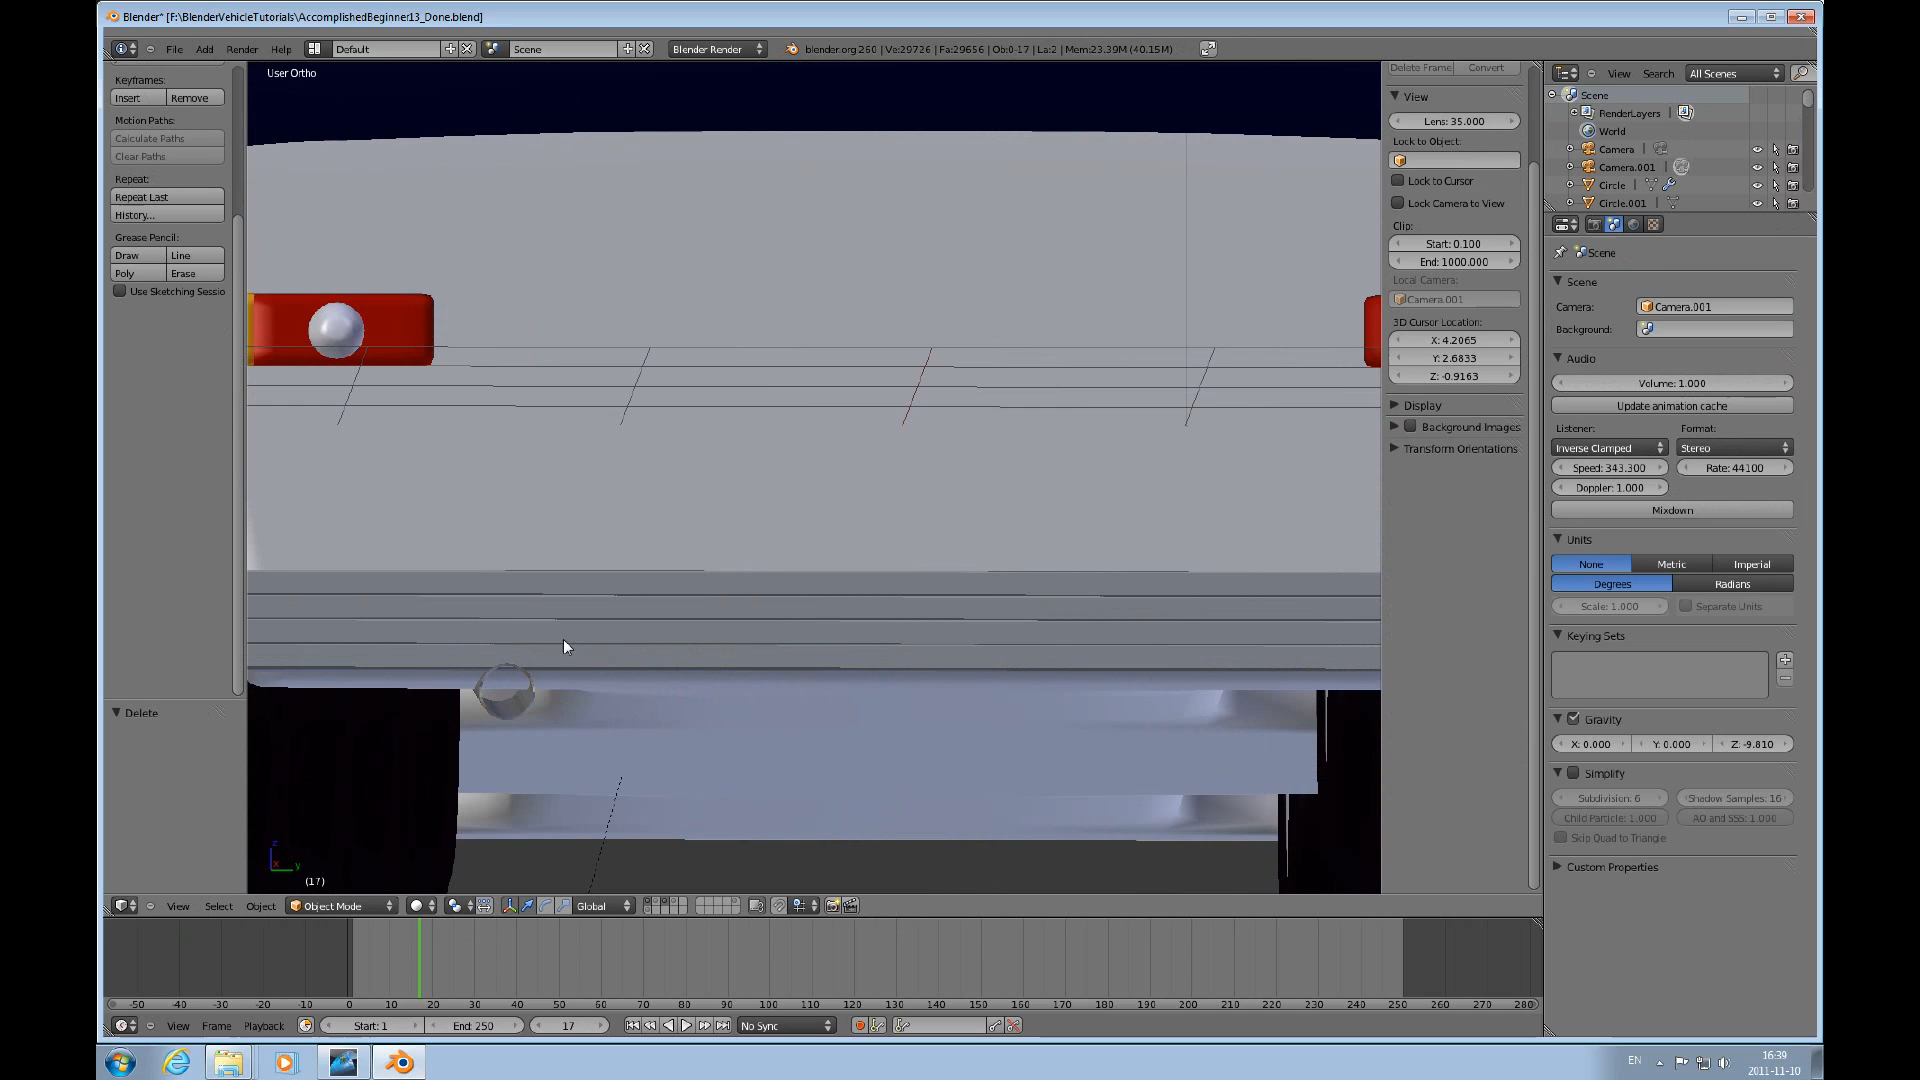 Blender* [F:\BlenderVehicleTutorials\AccomplishedBeginner13_Done.blend]
File Add Render Help Default Scene Blender Render blender.org 260 | Ve:29726 | Fa:29656 | Ob:0-17 | La:2 | Mem:23.39M (40.15M)
User Ortho
Keyframes:
Insert Remove
Motion Paths:
Calculate Paths
Clear Paths
Repeat:
Repeat Last
History...
Grease Pencil:
Draw Line
Poly Erase
Use Sketching Sessio
Delete
z
x y
(17)
Delete Frame Convert
View
Lens: 35.000
Lock to Object:
Lock to Cursor
Lock Camera to View
Clip:
Start: 0.100
End: 1000.000
Local Camera:
Camera.001
3D Cursor Location:
X: 4.2065
Y: 2.6833
Z: -0.9163
Display
Background Images
Transform Orientations
View Search All Scenes
Scene
RenderLayers
World
Camera
Camera.001
Circle
Circle.001
Scene
Scene
Camera: Camera.001
Background:
Audio
Volume: 1.000
Update animation cache
Listener: Format:
Inverse Clamped Stereo
Speed: 343.300 Rate: 44100
Doppler: 1.000
Mixdown
Units
None Metric Imperial
Degrees Radians
Scale: 1.000 Separate Units
Keying Sets
Gravity
X: 0.000 Y: 0.000 Z: -9.810
Simplify
Subdivision: 6 Shadow Samples: 16
Child Particle: 1.000 AO and SSS: 1.000
Skip Quad to Triangle
Custom Properties
View Select Object Object Mode Global
-50 -40 -30 -20 -10 0 10 20 30 40 50 60 70 80 90 100 110 120 130 140 150 160 170 180 190 200 210 220 230 240 250 260 270 280
View Frame Playback Start: 1 End: 250 17 No Sync
EN 16:39
2011-11-10